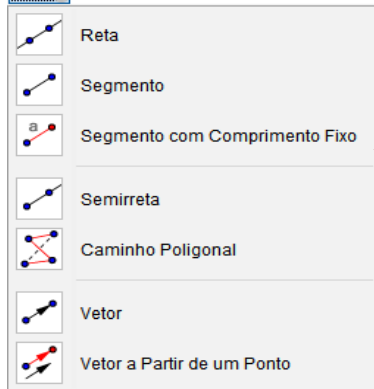 Reta
Segmento
a
Segmento com Comprimento Fixo
Semirreta
Caminho Poligonal
Vetor
Vetor a Partir de um Ponto